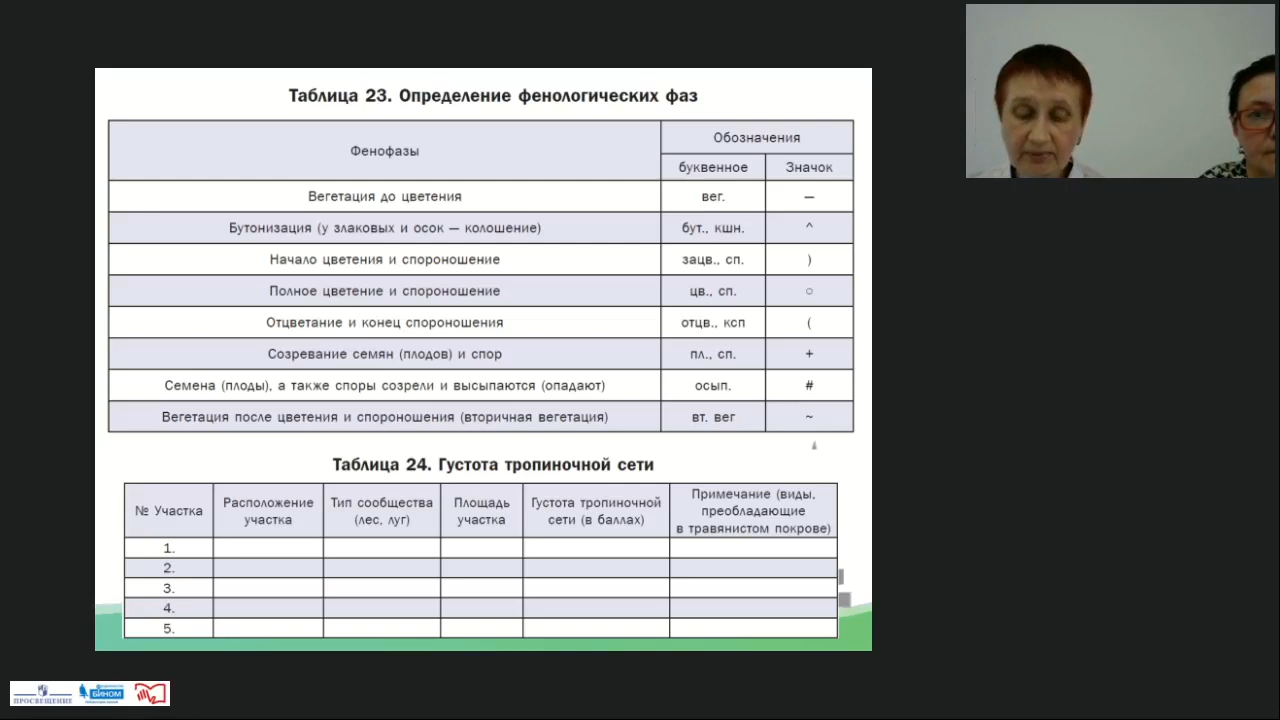 Таблица 23. Определение фенологических фаз
Фенофазы
Обозначения
буквенное
Значок
Вегетация до цветения
вег.
—
Бутонизация (у злаковых и осок — колошение)
бут., кшн.
^
Начало цветения и спороношение
зацв., сп.
)
Полное цветение и спороношение
цв., сп.
○
Отцветание и конец спороношения
отцв., ксп
(
Созревание семян (плодов) и спор
пл., сп.
+
Семена (плоды), а также споры созрели и высыпаются (опадают)
осып.
#
Вегетация после цветения и спороношения (вторичная вегетация)
вт. вег
~
Таблица 24. Густота тропиночной сети
№ Участка
Расположение
участка
Тип сообщества
(лес, луг)
Площадь
участка
Густота тропиночной
сети (в баллах)
Примечание (виды,
преобладающие
в травянистом покрове)
1.
2.
3.
4.
5.
ПРОСВЕЩЕНИЕ
БИНОМ